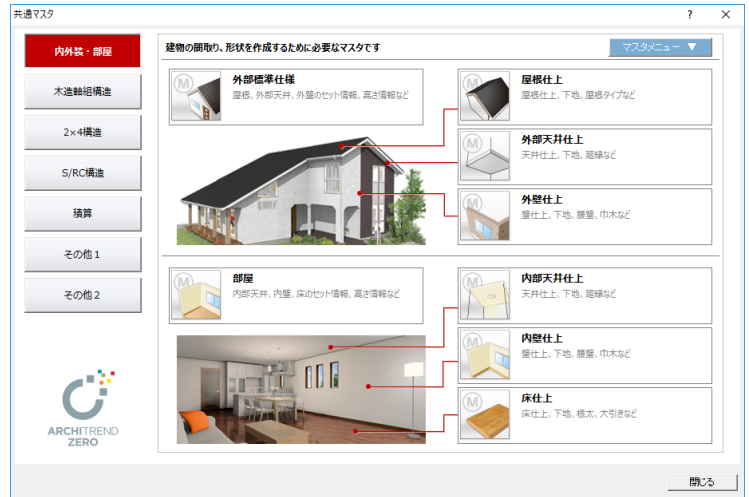 共通マスタ
? ×
内外装・部屋
木造軸組構造
2×4構造
S/RC構造
積算
その他1
その他2
ARCHITREND
ZERO
建物の間取り、形状を作成するために必要なマスタです
マスタメニュー ▼
M
外部標準仕様
屋根、外部天井、外壁のセット情報、高さ情報など
M
屋根仕上
屋根仕上、下地、屋根タイプなど
M
外部天井仕上
天井仕上、下地、廻縁など
M
外壁仕上
壁仕上、下地、腰壁、巾木など
M
部屋
内部天井、内壁、床のセット情報、高さ情報など
M
内部天井仕上
天井仕上、下地、廻縁など
M
内壁仕上
壁仕上、下地、腰壁、巾木など
M
床仕上
床仕上、下地、根太、大引きなど
閉じる